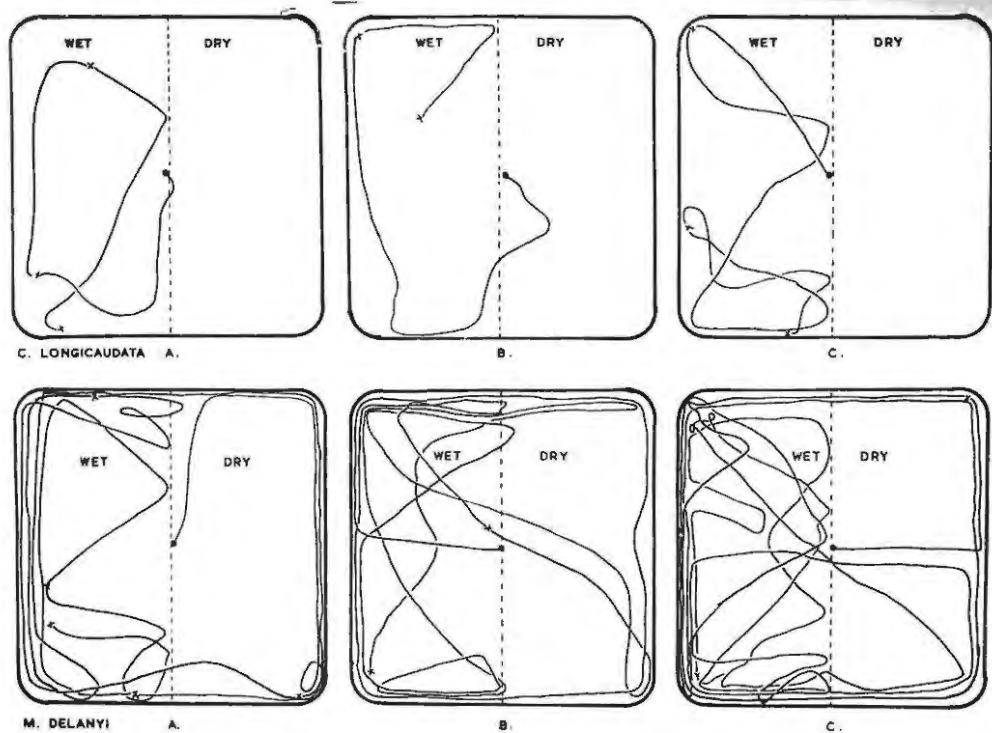 WET DRY WET DRY WET DRY
C. LONGICAUDATA A. B. C.
WET DRY WET DRY WET DRY
M. DELANYI A. B. C.